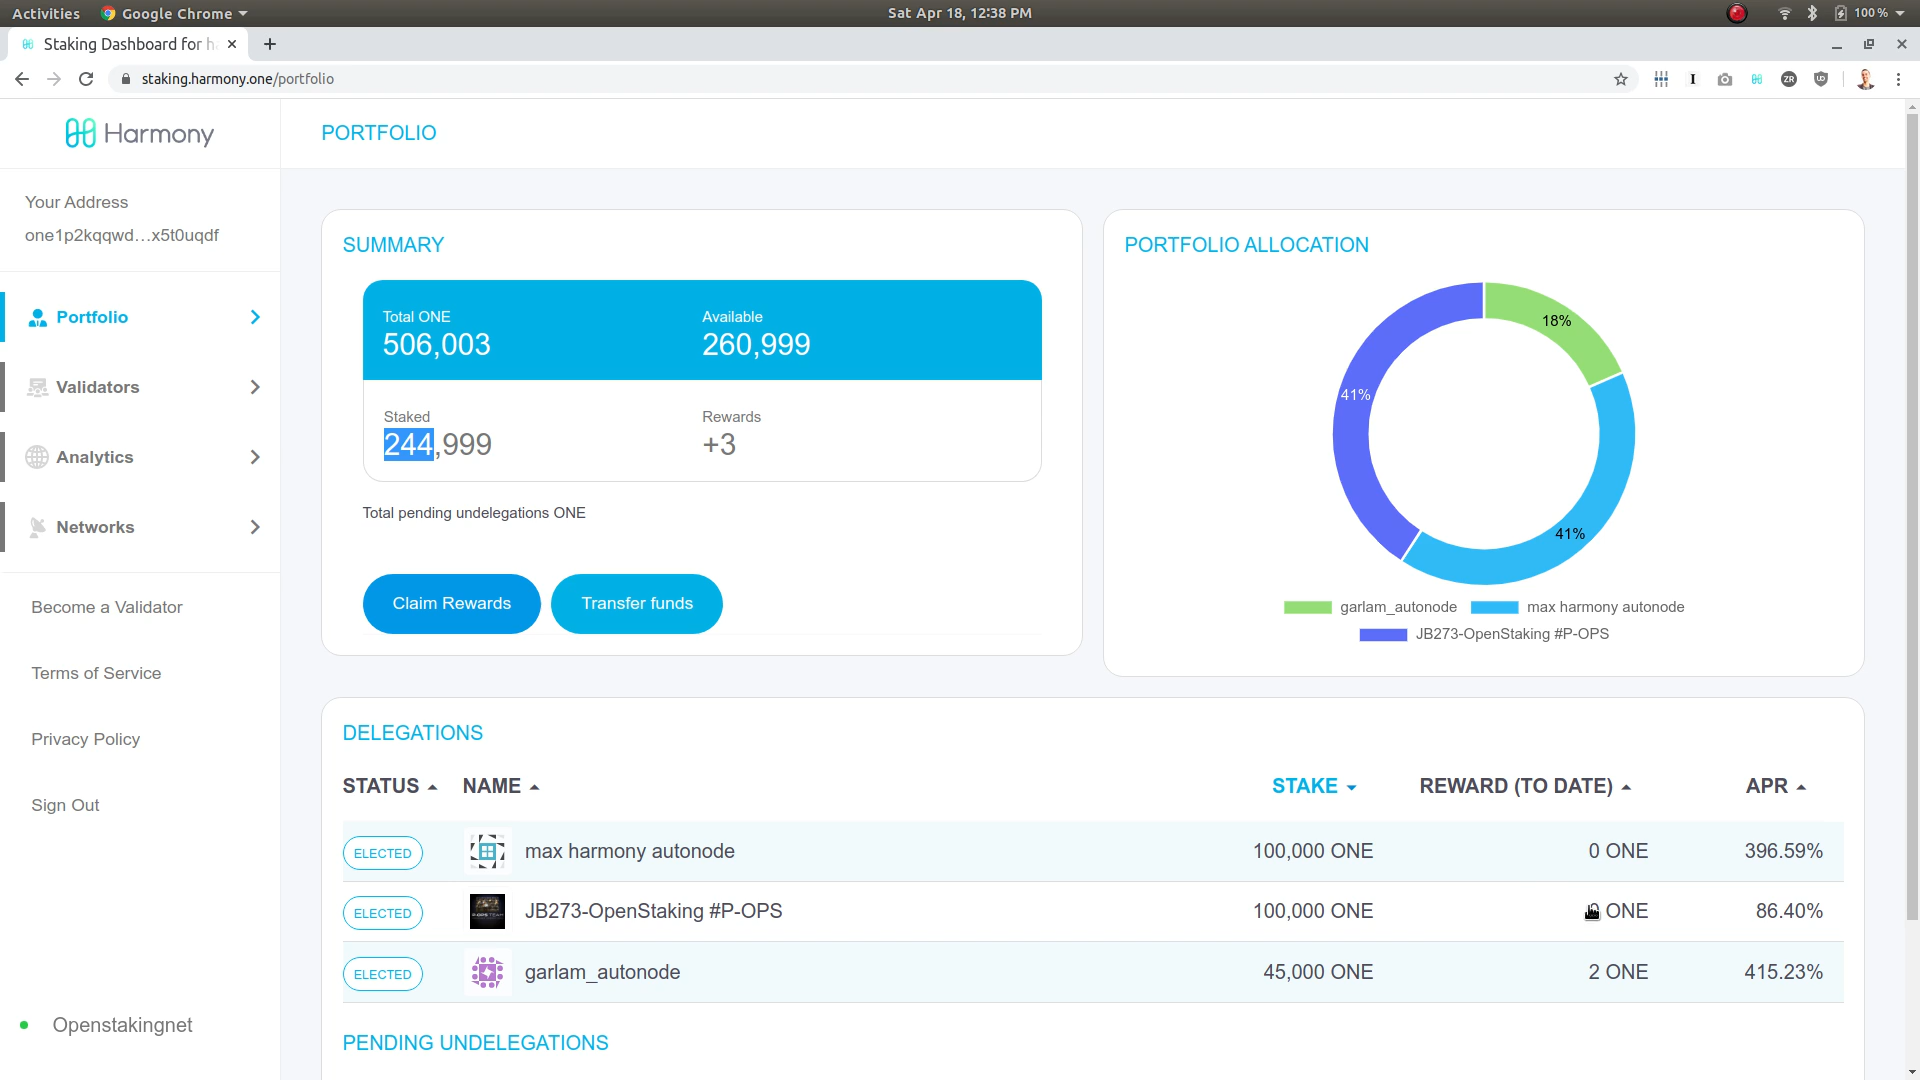 Activities Google Chrome Sat Apr 18, 12:38 PM 100 %
Staking Dashboard for h
staking.harmony.one/portfolio
Harmony
PORTFOLIO
Your Address
one1p2kqqwd...x5t0uqdf
Portfolio
Validators
Analytics
Networks
Become a Validator
Terms of Service
Privacy Policy
Sign Out
Openstakingnet
SUMMARY
Total ONE Available
506,003 260,999
Staked Rewards
244,999 +3
Total pending undelegations ONE
Claim Rewards Transfer funds
PORTFOLIO ALLOCATION
18%
41%
41%
garlam_autonode max harmony autonode
JB273-OpenStaking #P-OPS
DELEGATIONS
STATUS NAME STAKE REWARD (TO DATE) APR
ELECTED max harmony autonode 100,000 ONE 0 ONE 396.59%
ELECTED JB273-OpenStaking #P-OPS 100,000 ONE ONE 86.40%
ELECTED garlam_autonode 45,000 ONE 2 ONE 415.23%
PENDING UNDELEGATIONS